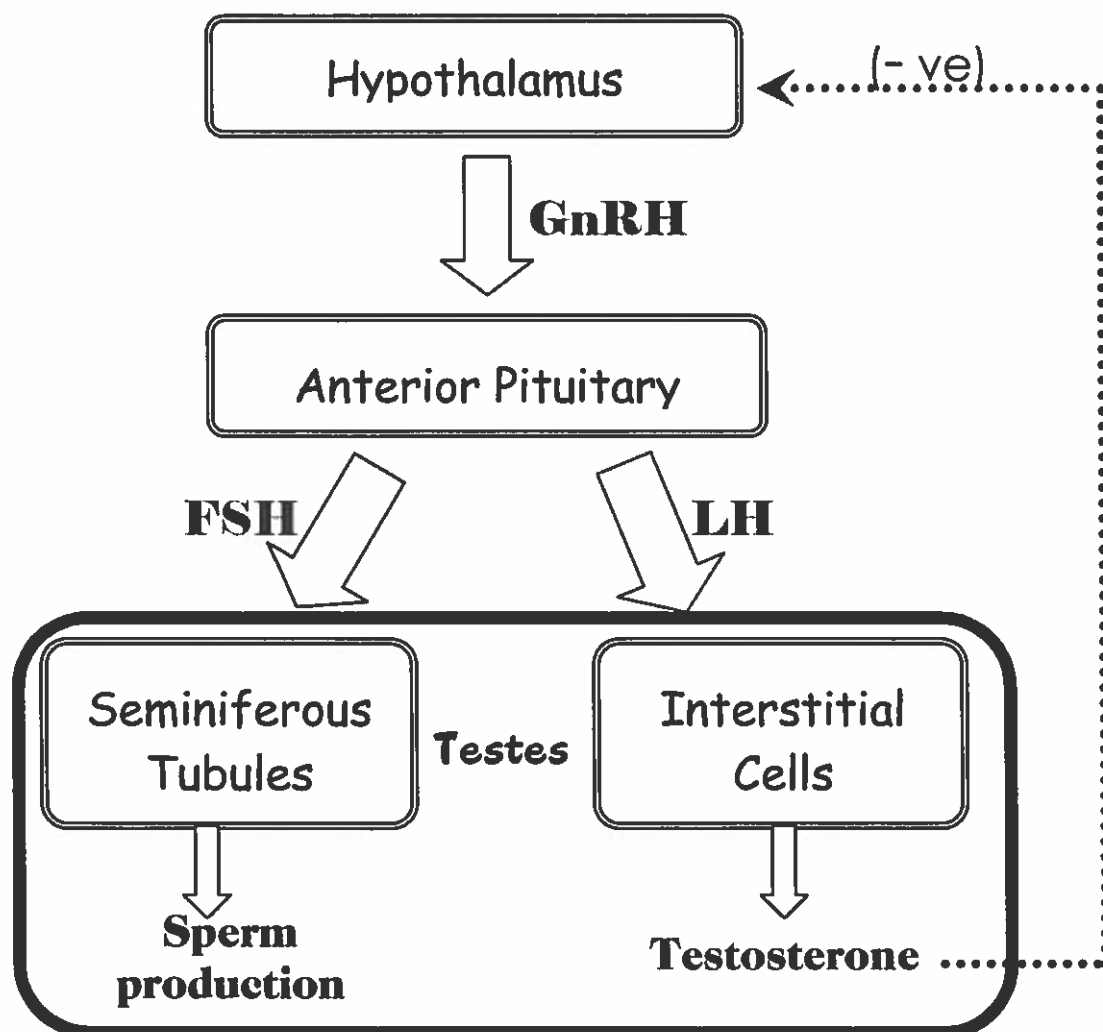 Hypothalamus
(- ve)
GnRH
Anterior Pituitary
FSH
LH
Seminiferous
Tubules
Testes
Interstitial
Cells
Sperm
production
Testosterone